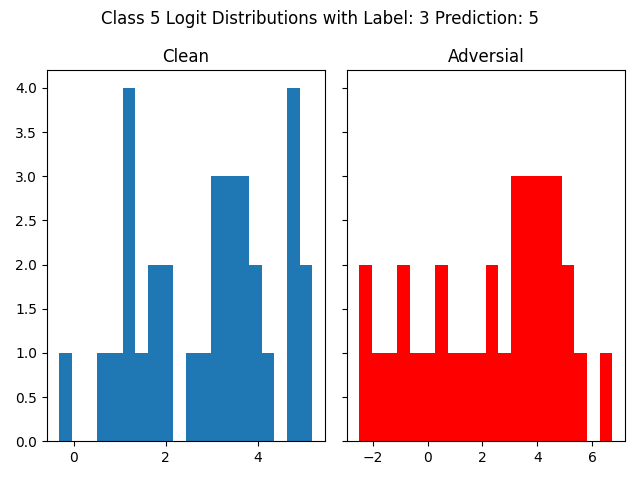 Class 5 Logit Distributions with Label: 3 Prediction: 5
Clean
Adversial
4.0
3.5
3.0
2.5
2.0
1.5
1.0
0.5
0.0
0 2 4
−2 0 2 4 6